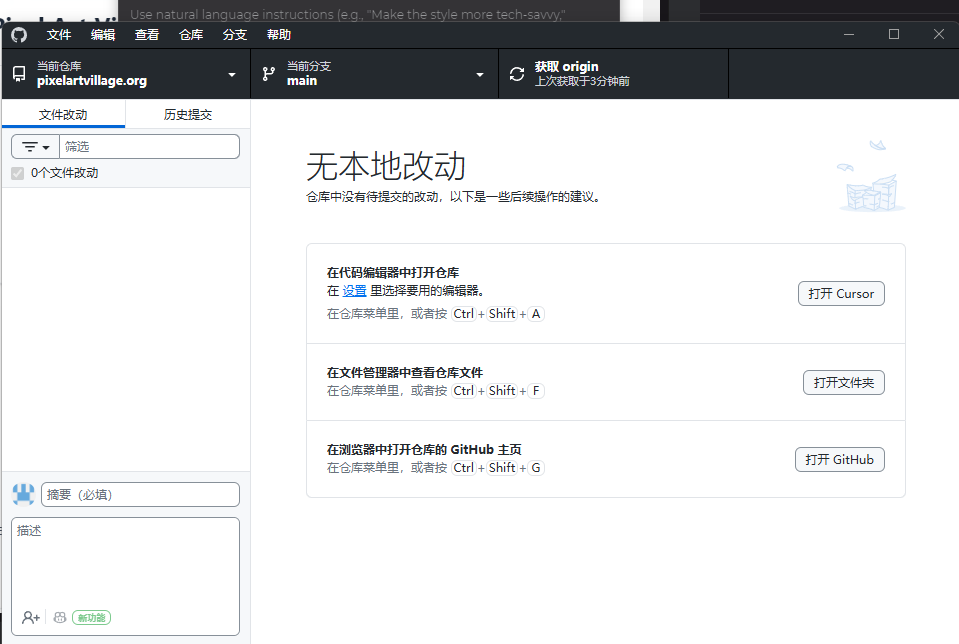 Use natural language instructions (e.g., "Make the style more tech-savvy,"
文件 编辑 查看 仓库 分支 帮助
当前仓库
pixelartvillage.org
当前分支
main
获取 origin
上次获取于3分钟前
文件改动 历史提交
筛选
0个文件改动
无本地改动
仓库中没有待提交的改动，以下是一些后续操作的建议。
在代码编辑器中打开仓库
在 设置 里选择要用的编辑器。
在仓库菜单里，或者按 Ctrl + Shift + A
打开 Cursor
在文件管理器中查看仓库文件
在仓库菜单里，或者按 Ctrl + Shift + F
打开文件夹
在浏览器中打开仓库的 GitHub 主页
在仓库菜单里，或者按 Ctrl + Shift + G
打开 GitHub
摘要（必填）
描述
新功能